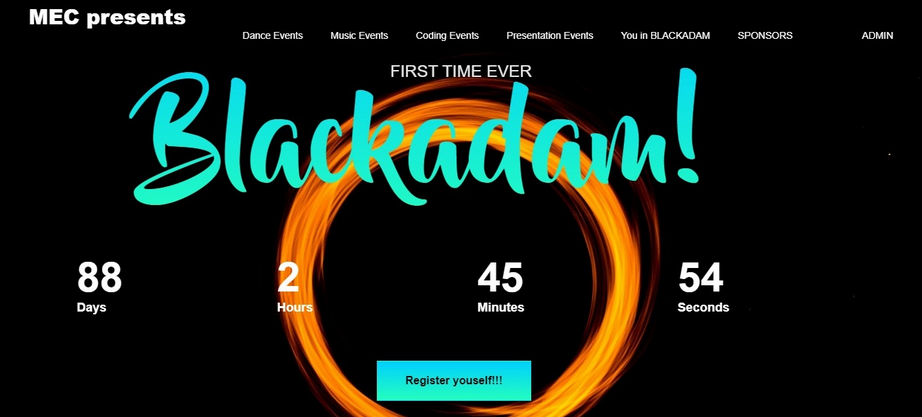 MEC presents
Dance Events Music Events Coding Events Presentation Events You in BLACKADAM SPONSORS ADMIN
FIRST TIME EVER
Blackadam!
88 2 45 54
Days Hours Minutes Seconds
Register youself!!!